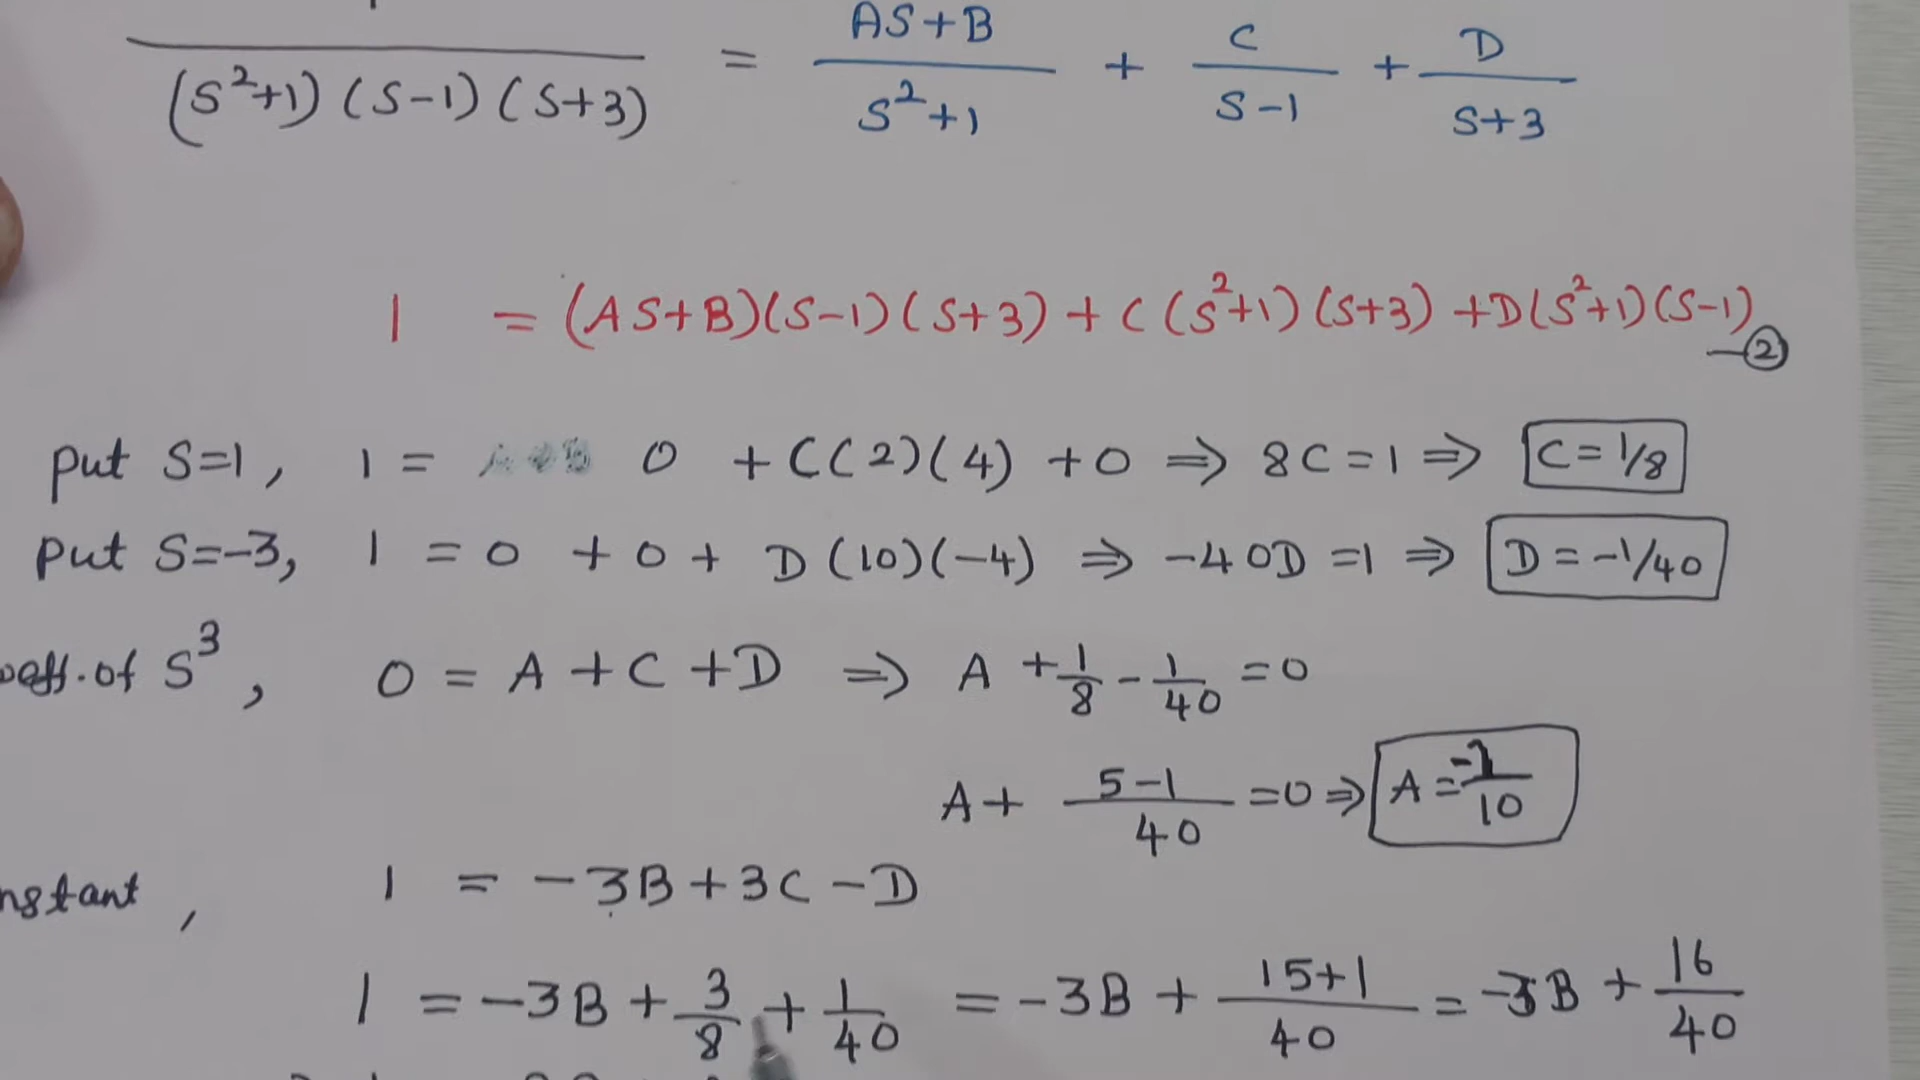 /(S²+1)(S-1)(S+3) = (AS+B)/(S²+1) + C/(S-1) + D/(S+3)
1 = (AS+B)(S-1)(S+3) + C(S²+1)(S+3) + D(S²+1)(S-1) —②
put S=1, 1 = 0 + C(2)(4) + 0 ⇒ 8C=1 ⇒ C=1/8
put S=-3, 1 = 0 + 0 + D(10)(-4) ⇒ -40D=1 ⇒ D=-1/40
oeff. of S³, 0 = A+C+D ⇒ A + 1/8 - 1/40 = 0
A + (5-1)/40 = 0 ⇒ A = -1/10
nstant, 1 = -3B+3C-D
1 = -3B + 3/8 + 1/40 = -3B + (15+1)/40 = -3B + 16/40